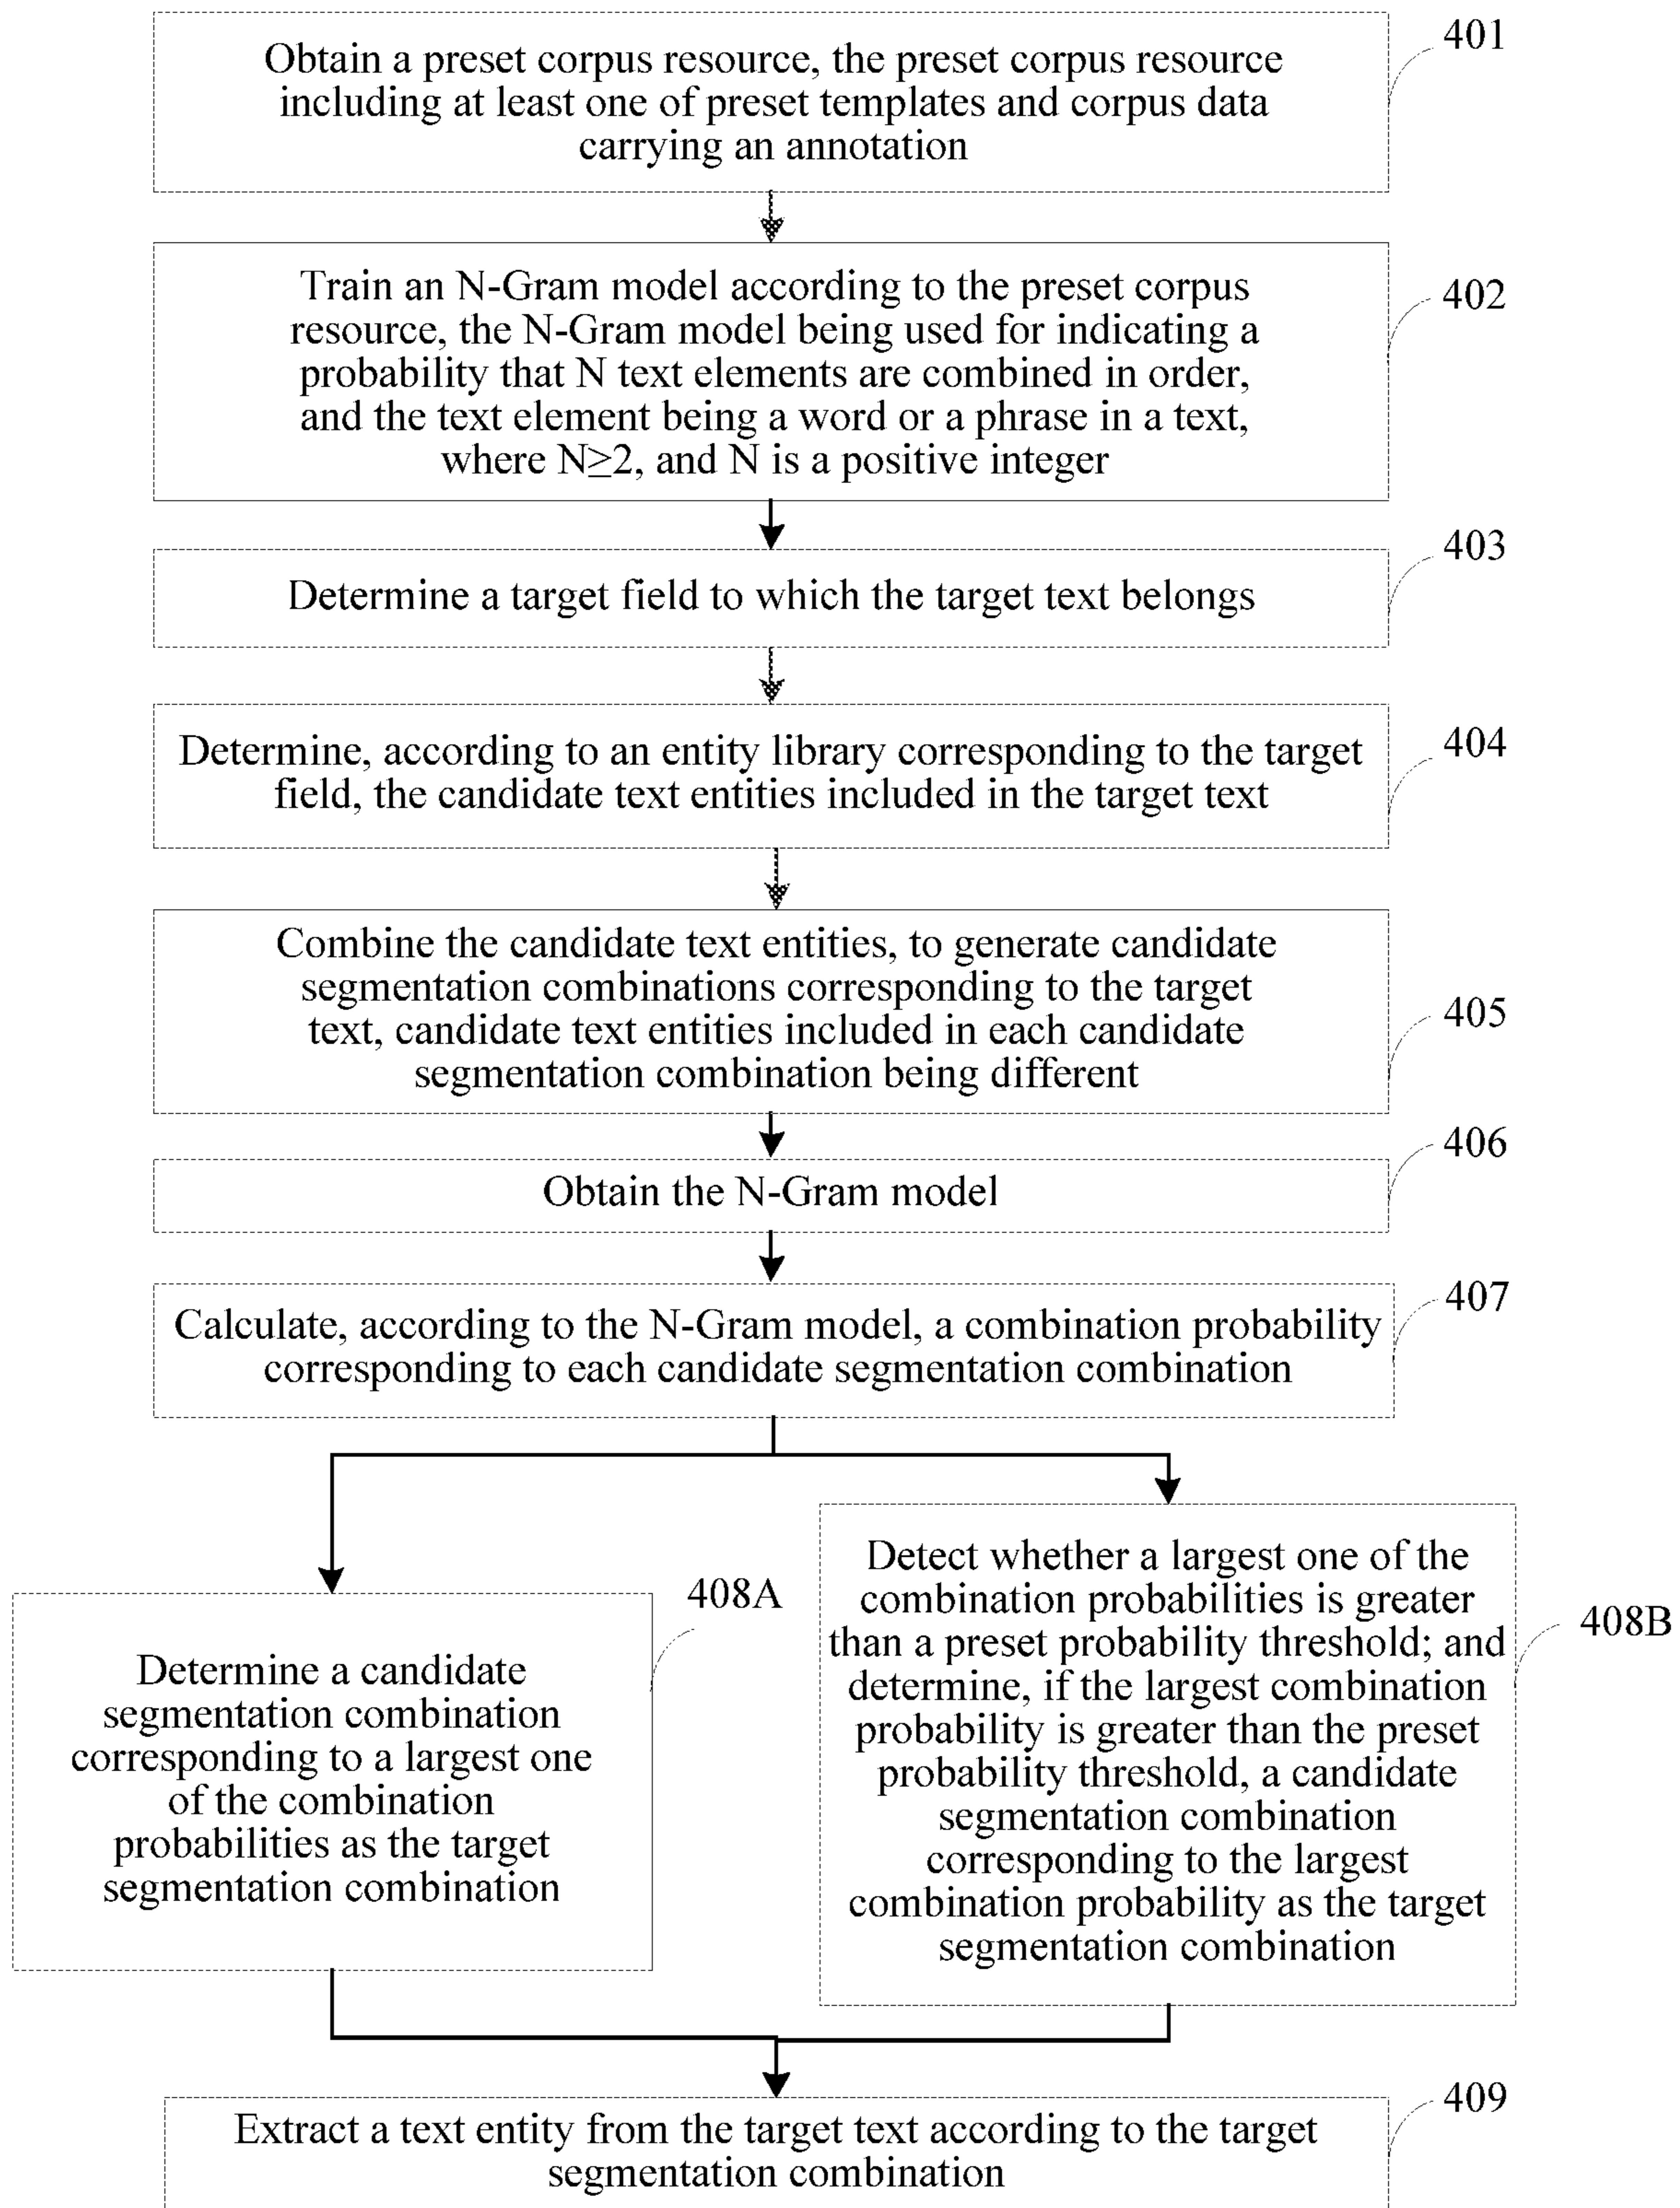 401
Obtain a preset corpus resource, the preset corpus resource
including at least one of preset templates and corpus data
carrying an annotation
402
Train an N-Gram model according to the preset corpus
resource, the N-Gram model being used for indicating a
probability that N text elements are combined in order,
and the text element being a word or a phrase in a text,
where N≥2, and N is a positive integer
403
Determine a target field to which the target text belongs
404
Determine, according to an entity library corresponding to the target
field, the candidate text entities included in the target text
405
Combine the candidate text entities, to generate candidate
segmentation combinations corresponding to the target
text, candidate text entities included in each candidate
segmentation combination being different
406
Obtain the N-Gram model
407
Calculate, according to the N-Gram model, a combination probability
corresponding to each candidate segmentation combination
408A
Determine a candidate
segmentation combination
corresponding to a largest one
of the combination
probabilities as the target
segmentation combination
408B
Detect whether a largest one of the
combination probabilities is greater
than a preset probability threshold; and
determine, if the largest combination
probability is greater than the preset
probability threshold, a candidate
segmentation combination
corresponding to the largest
combination probability as the target
segmentation combination
409
Extract a text entity from the target text according to the target
segmentation combination